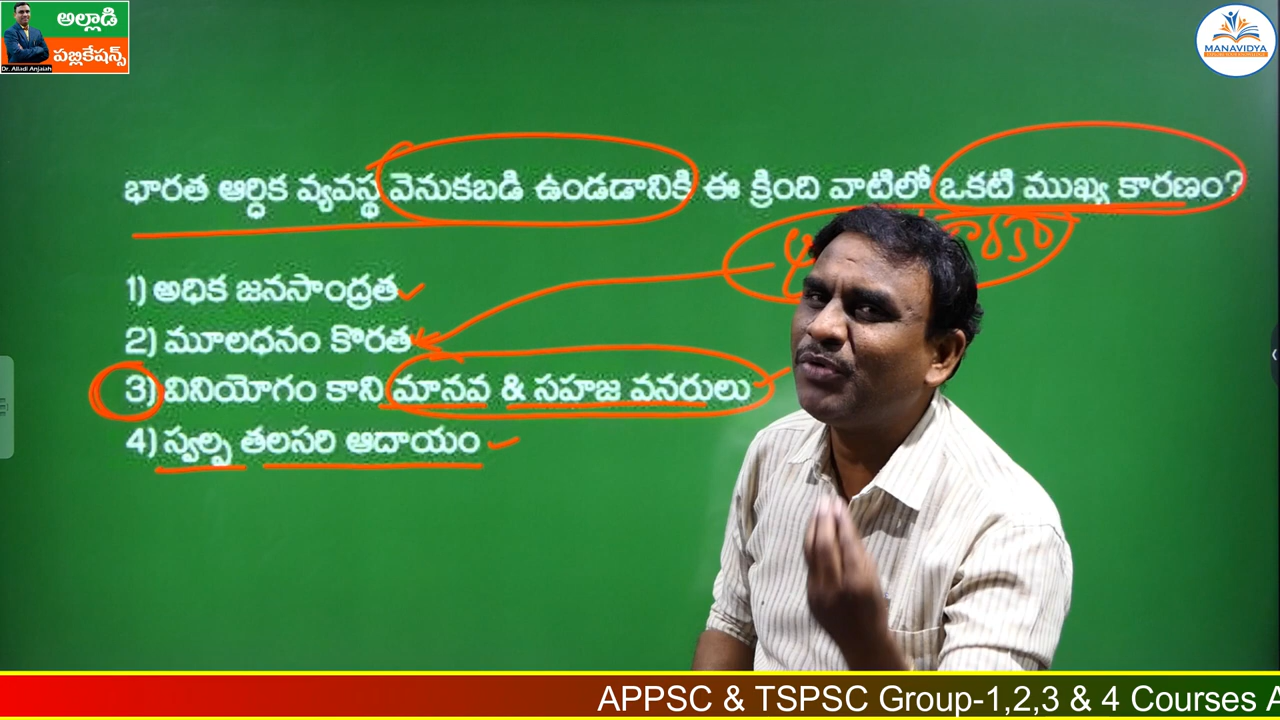 అల్లాడి
పబ్లికేషన్స్
Dr. Alladi Anjaiah
MANAVIDYA
భారత ఆర్ధిక వ్యవస్థ వెనుకబడి ఉండడానికి ఈ క్రింది వాటిలో ఒకటి ముఖ్య కారణం?
1) అధిక జనసాంద్రత
2) మూలధనం కొరత
3) వినియోగం కాని మానవ & సహజ వనరులు
4) స్వల్ప తలసరి ఆదాయం
APPSC & TSPSC Group-1,2,3 & 4 Courses A